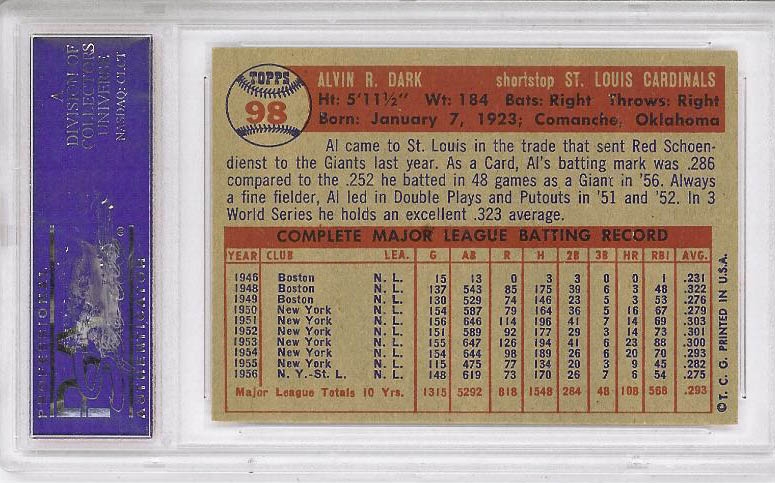 A
DIVISION OF
COLLECTORS
UNIVERSE
NASDAQ: CLCT
PROFESSIONAL
PSA
AUTHENTICATOR
®
TOPPS
98
ALVIN R. DARK shortstop ST. LOUIS CARDINALS
Ht: 5'11½" Wt: 184 Bats: Right Throws: Right
Born: January 7, 1923; Comanche, Oklahoma
Al came to St. Louis in the trade that sent Red Schoen-
dienst to the Giants last year. As a Card, Al's batting mark was .286
compared to the .252 he batted in 48 games as a Giant in '56. Always
a fine fielder, Al led in Double Plays and Putouts in '51 and '52. In 3
World Series he holds an excellent .323 average.
COMPLETE MAJOR LEAGUE BATTING RECORD
YEAR CLUB LEA. G AB R H 2B 3B HR RBI AVG.
1946 Boston N. L. 15 13 0 3 3 0 0 1 .231
1948 Boston N. L. 137 543 85 175 39 6 3 48 .322
1949 Boston N. L. 130 529 74 146 23 5 3 53 .276
1950 New York N. L. 154 587 79 164 36 5 16 67 .279
1951 New York N. L. 156 646 114 196 41 7 14 69 .303
1952 New York N. L. 151 589 92 177 29 3 14 73 .301
1953 New York N. L. 155 647 126 194 41 6 23 88 .300
1954 New York N. L. 154 644 98 189 26 6 20 70 .293
1955 New York N. L. 115 475 77 134 20 3 9 45 .282
1956 N. Y.-St. L. N. L. 148 619 73 170 26 7 6 54 .275
Major League Totals 10 Yrs. 1315 5292 818 1548 284 48 108 568 .293
© T. C. G. PRINTED IN U.S.A.